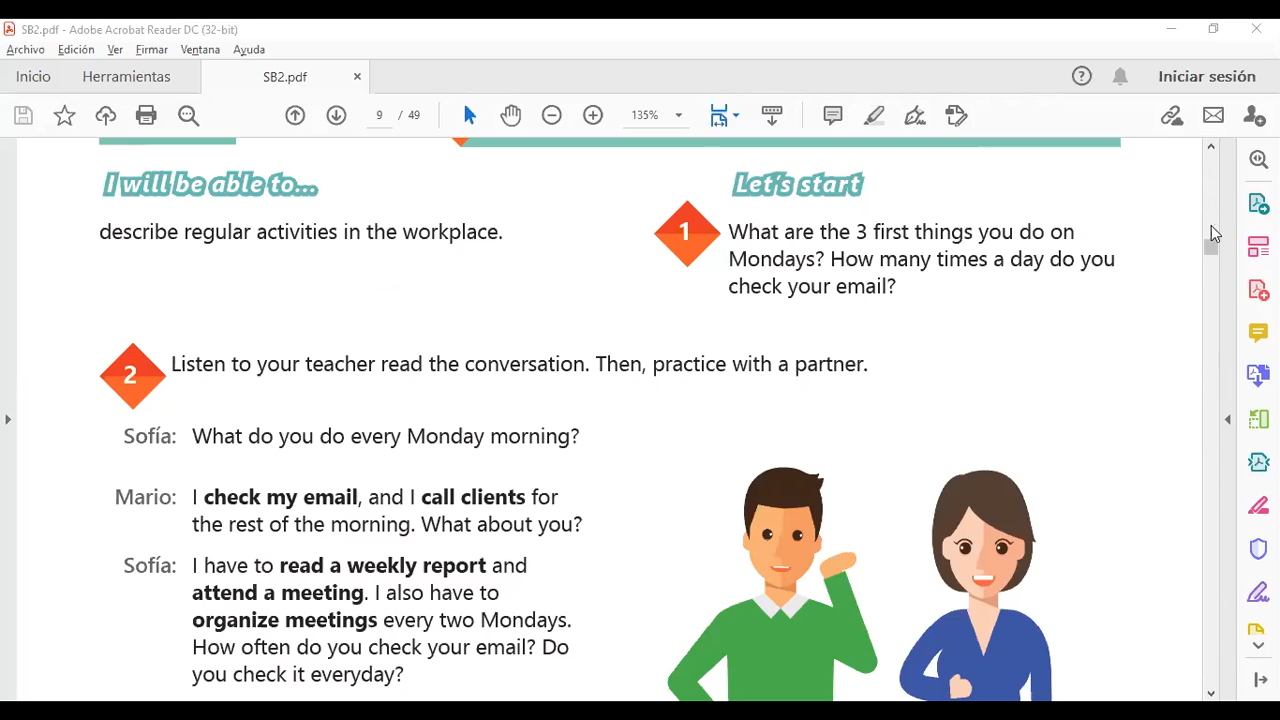 SB2.pdf - Adobe Acrobat Reader DC (32-bit)
Archivo Edición Ver Firmar Ventana Ayuda
Inicio Herramientas SB2.pdf × Iniciar sesión
9 / 49 135%
I will be able to...
describe regular activities in the workplace.
Let's start
1 What are the 3 first things you do on
Mondays? How many times a day do you
check your email?
2 Listen to your teacher read the conversation. Then, practice with a partner.
Sofía: What do you do every Monday morning?
Mario: I check my email, and I call clients for
the rest of the morning. What about you?
Sofía: I have to read a weekly report and
attend a meeting. I also have to
organize meetings every two Mondays.
How often do you check your email? Do
you check it everyday?